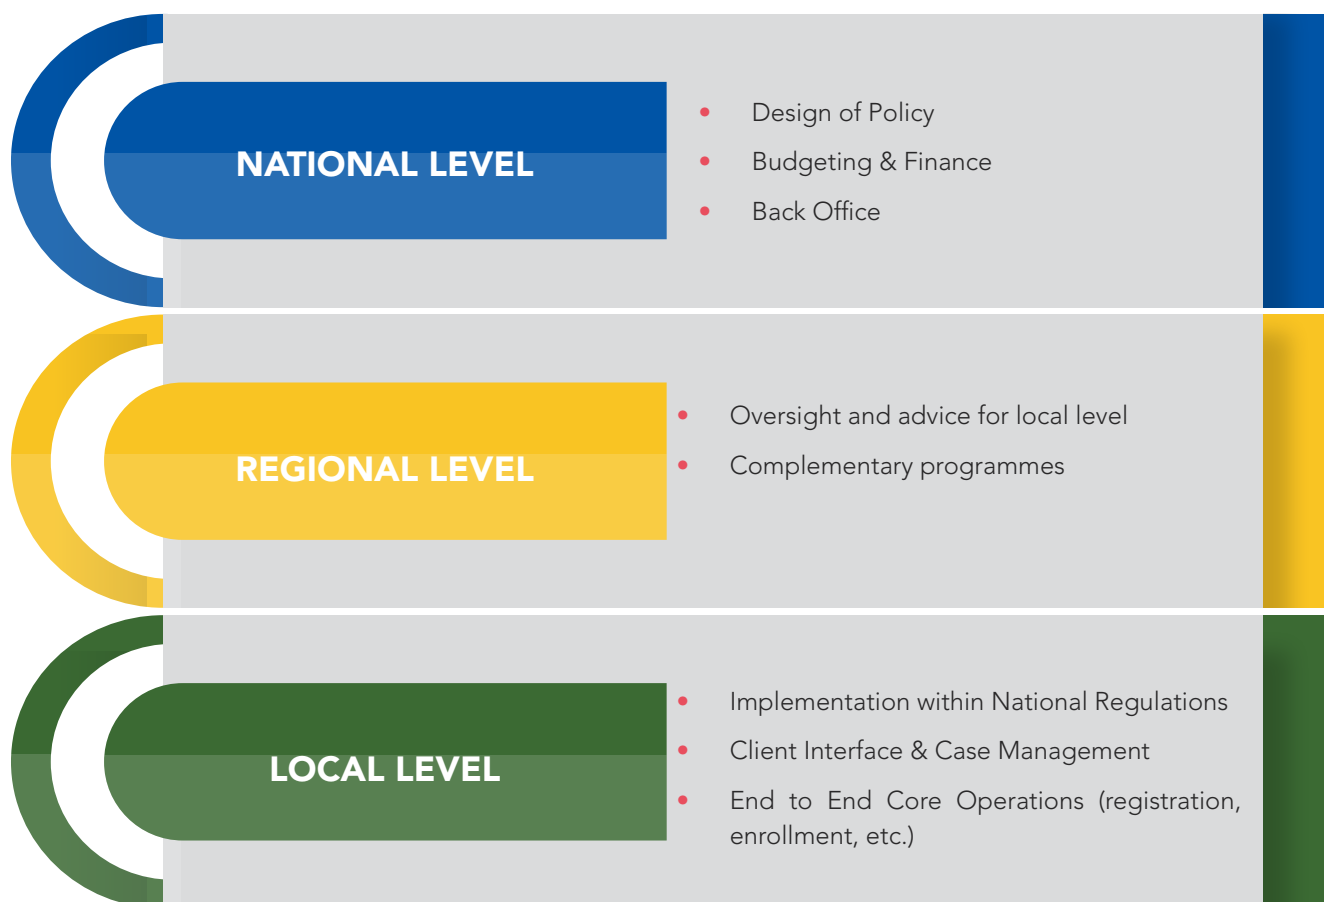 NATIONAL LEVEL
• Design of Policy
• Budgeting & Finance
• Back Office
REGIONAL LEVEL
• Oversight and advice for local level
• Complementary programmes
LOCAL LEVEL
• Implementation within National Regulations
• Client Interface & Case Management
• End to End Core Operations (registration,
enrollment, etc.)